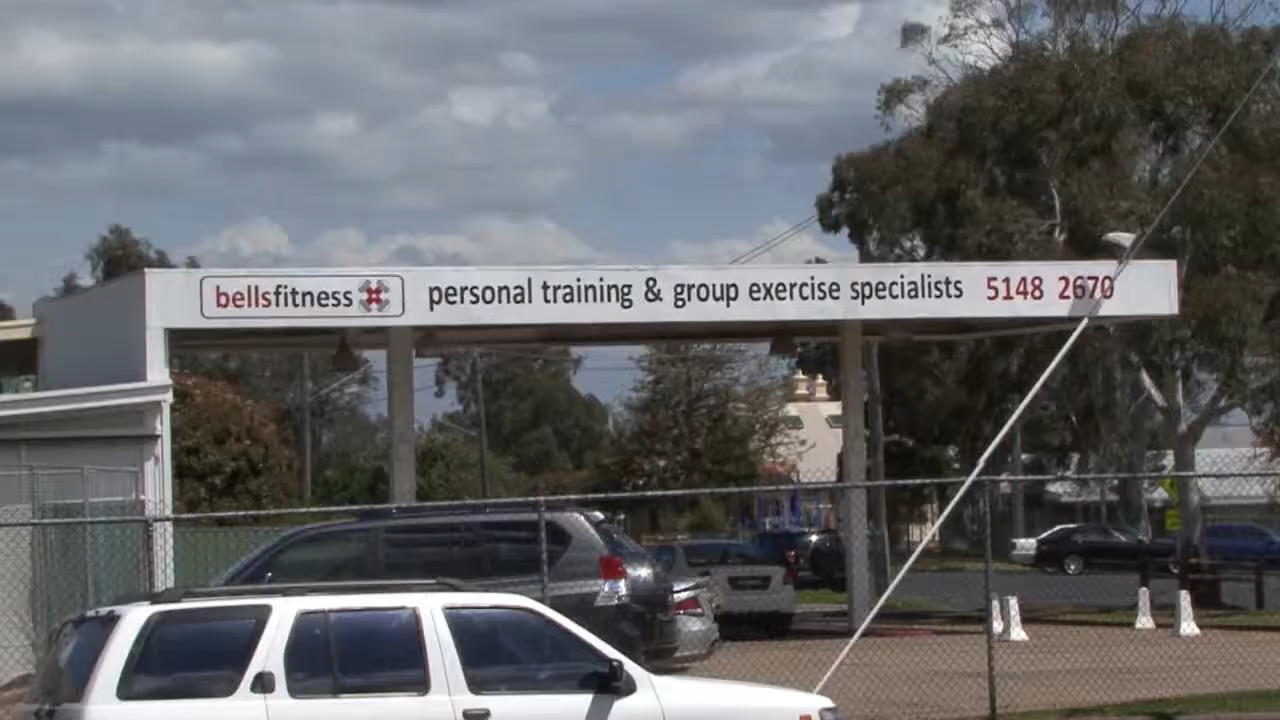 bellsfitness personal training & group exercise specialists 5148 2670